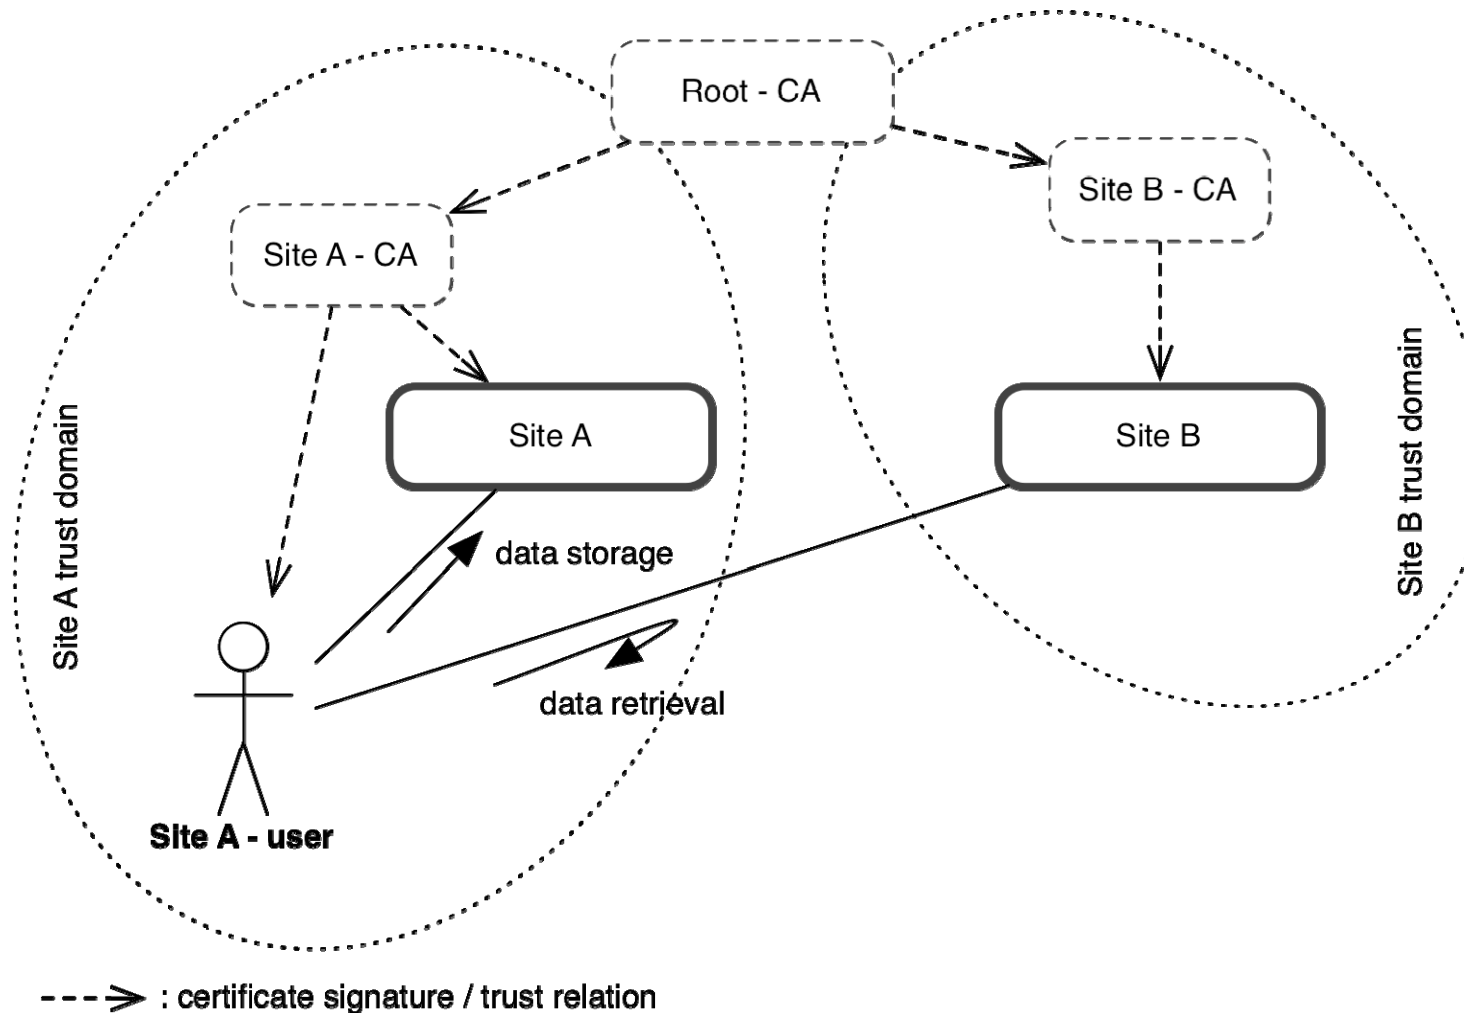 Root - CA
Site B - CA
Site A - CA
Site A
Site B
Site A trust domain
Site B trust domain
data storage
data retrieval
Site A - user
: certificate signature / trust relation